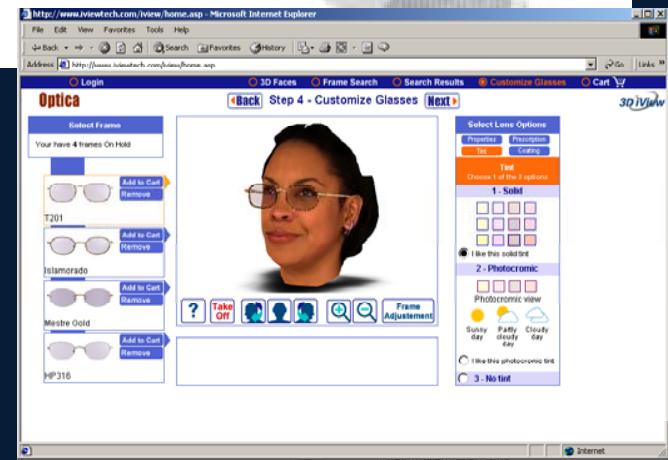 http://www.iviewtech.com/iview/home.asp - Microsoft Internet Explorer
File Edit View Favorites Tools Help
Back Search Favorites History
Address http://www.iviewtech.com/iview/home.asp Go Links »
Login 3D Faces Frame Search Search Results Customize Glasses Cart
Optica
Back Step 4 - Customize Glasses Next
3D iView
Select Frame
Your have 4 frames On Hold
Add to Cart
Remove
T201
Add to Cart
Remove
Islamorado
Add to Cart
Remove
Mestre Gold
Add to Cart
Remove
HP316
? Take Off Frame Adjustement
Select Lens Options
Properties Prescription
Tint Coating
Tint
Choose 1 of the 3 options
1 - Solid
I like this solid tint
2 - Photocromic
Photocromic view
Sunny day Partly cloudy day Cloudy day
I like this photocromic tint
3 - No tint
Internet